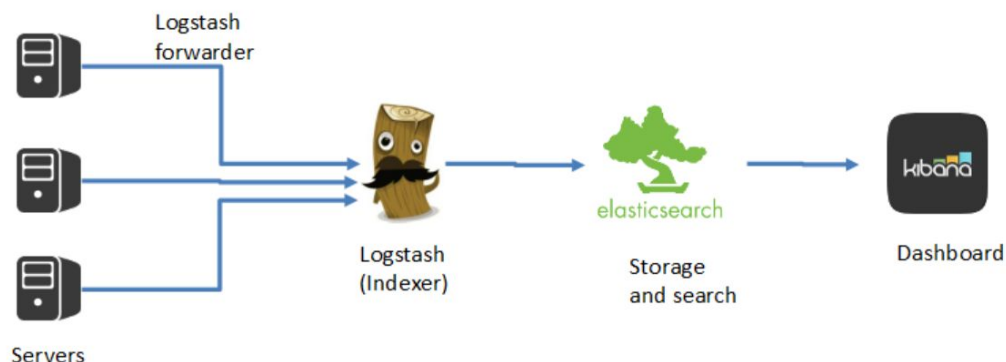 Logstash
forwarder
elasticsearch
kibana
Logstash
(Indexer)
Storage
and search
Dashboard
Servers